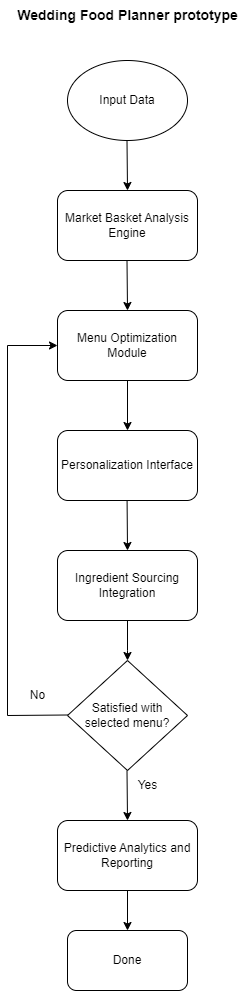 Wedding Food Planner prototype
Input Data
Market Basket Analysis
Engine
Menu Optimization
Module
Personalization Interface
Ingredient Sourcing
Integration
Satisfied with
selected menu?
No
Yes
Predictive Analytics and
Reporting
Done